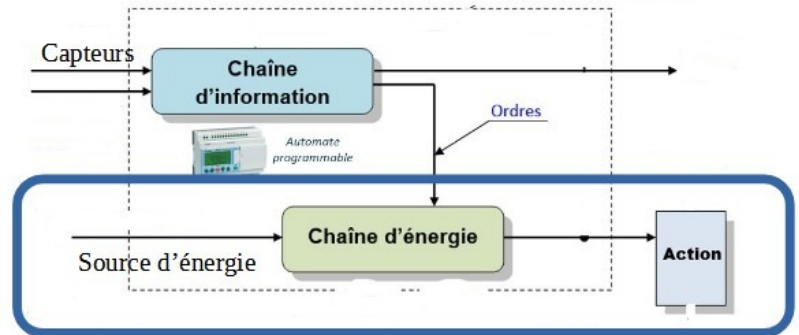 Capteurs
Chaîne
d'information
Ordres
Automate
programmable
Chaîne d'énergie
Source d'énergie
Action